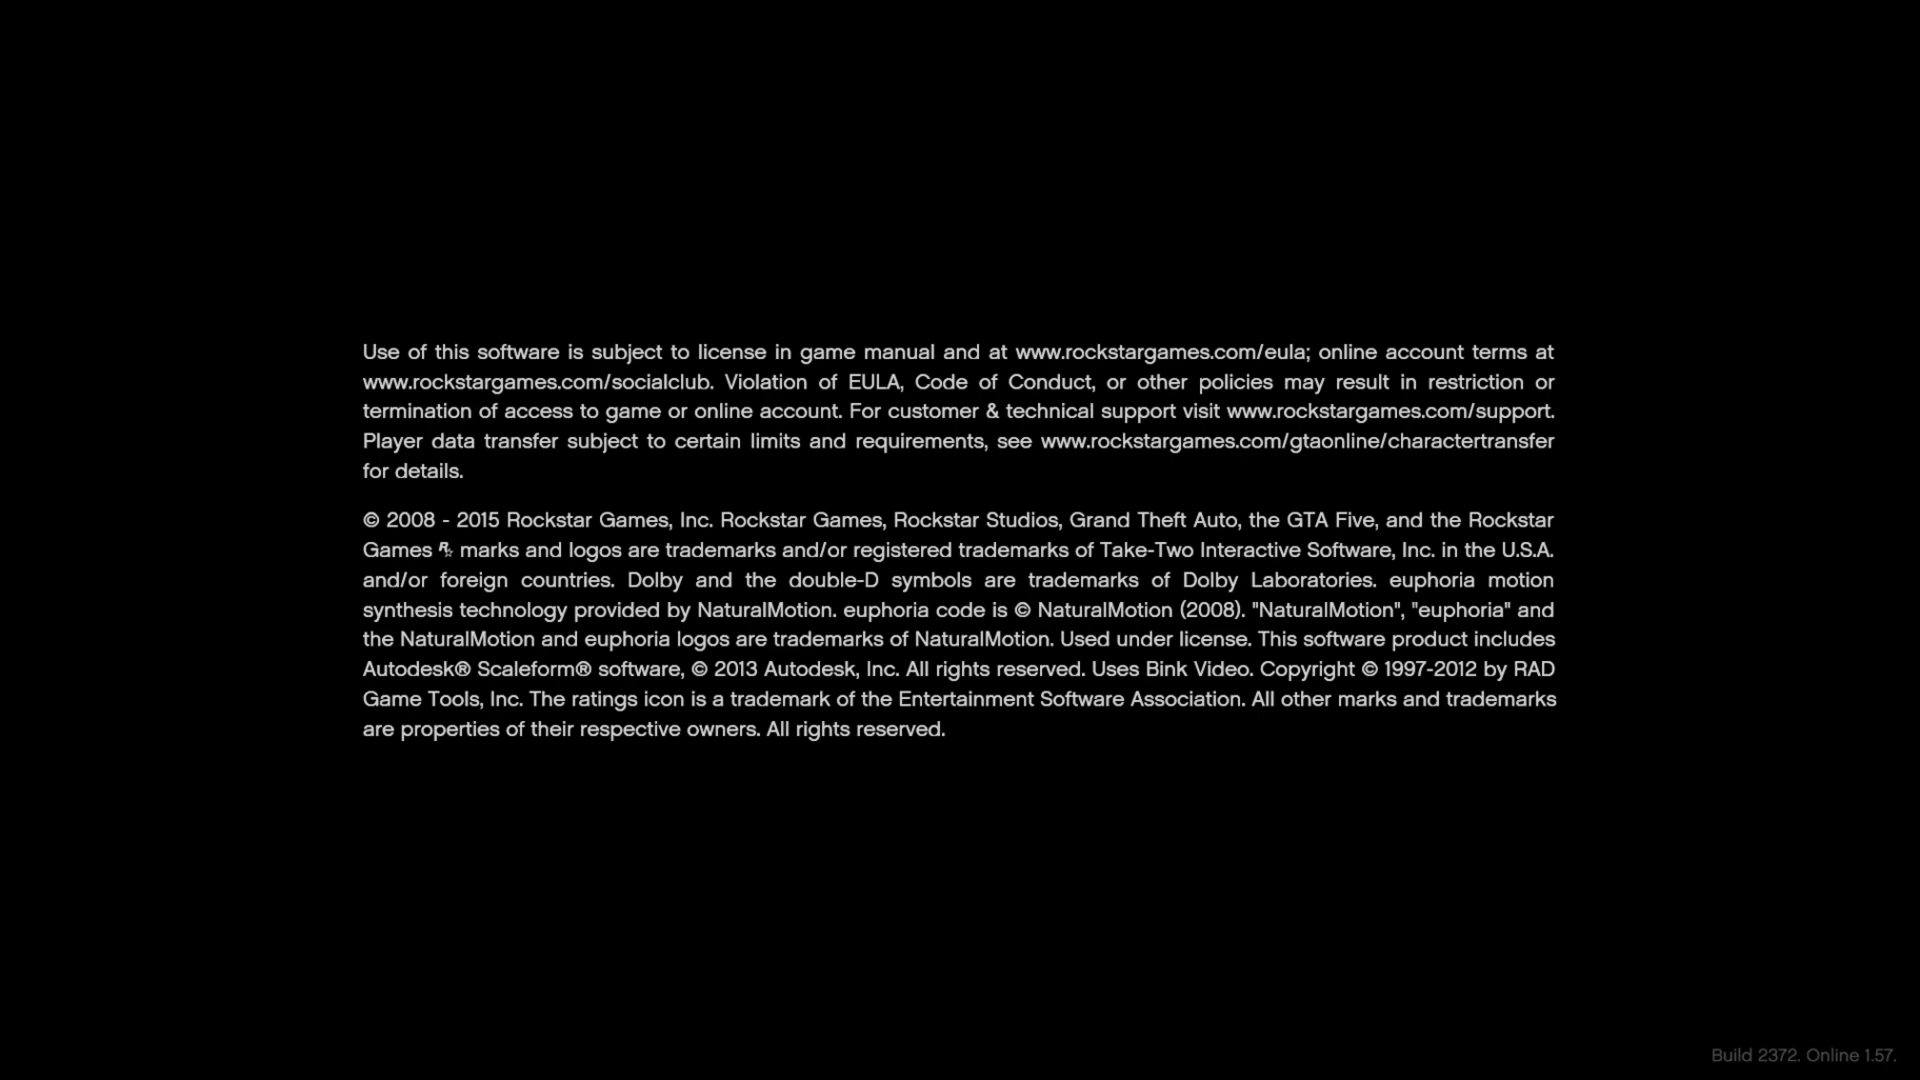 Use of this software is subject to license in game manual and at www.rockstargames.com/eula; online account terms at
www.rockstargames.com/socialclub. Violation of EULA, Code of Conduct, or other policies may result in restriction or
termination of access to game or online account. For customer & technical support visit www.rockstargames.com/support.
Player data transfer subject to certain limits and requirements, see www.rockstargames.com/gtaonline/charactertransfer
for details.
© 2008 - 2015 Rockstar Games, Inc. Rockstar Games, Rockstar Studios, Grand Theft Auto, the GTA Five, and the Rockstar
Games R* marks and logos are trademarks and/or registered trademarks of Take-Two Interactive Software, Inc. in the U.S.A.
and/or foreign countries. Dolby and the double-D symbols are trademarks of Dolby Laboratories. euphoria motion
synthesis technology provided by NaturalMotion. euphoria code is © NaturalMotion (2008). "NaturalMotion", "euphoria" and
the NaturalMotion and euphoria logos are trademarks of NaturalMotion. Used under license. This software product includes
Autodesk® Scaleform® software, © 2013 Autodesk, Inc. All rights reserved. Uses Bink Video. Copyright © 1997-2012 by RAD
Game Tools, Inc. The ratings icon is a trademark of the Entertainment Software Association. All other marks and trademarks
are properties of their respective owners. All rights reserved.
Build 2372. Online 1.57.